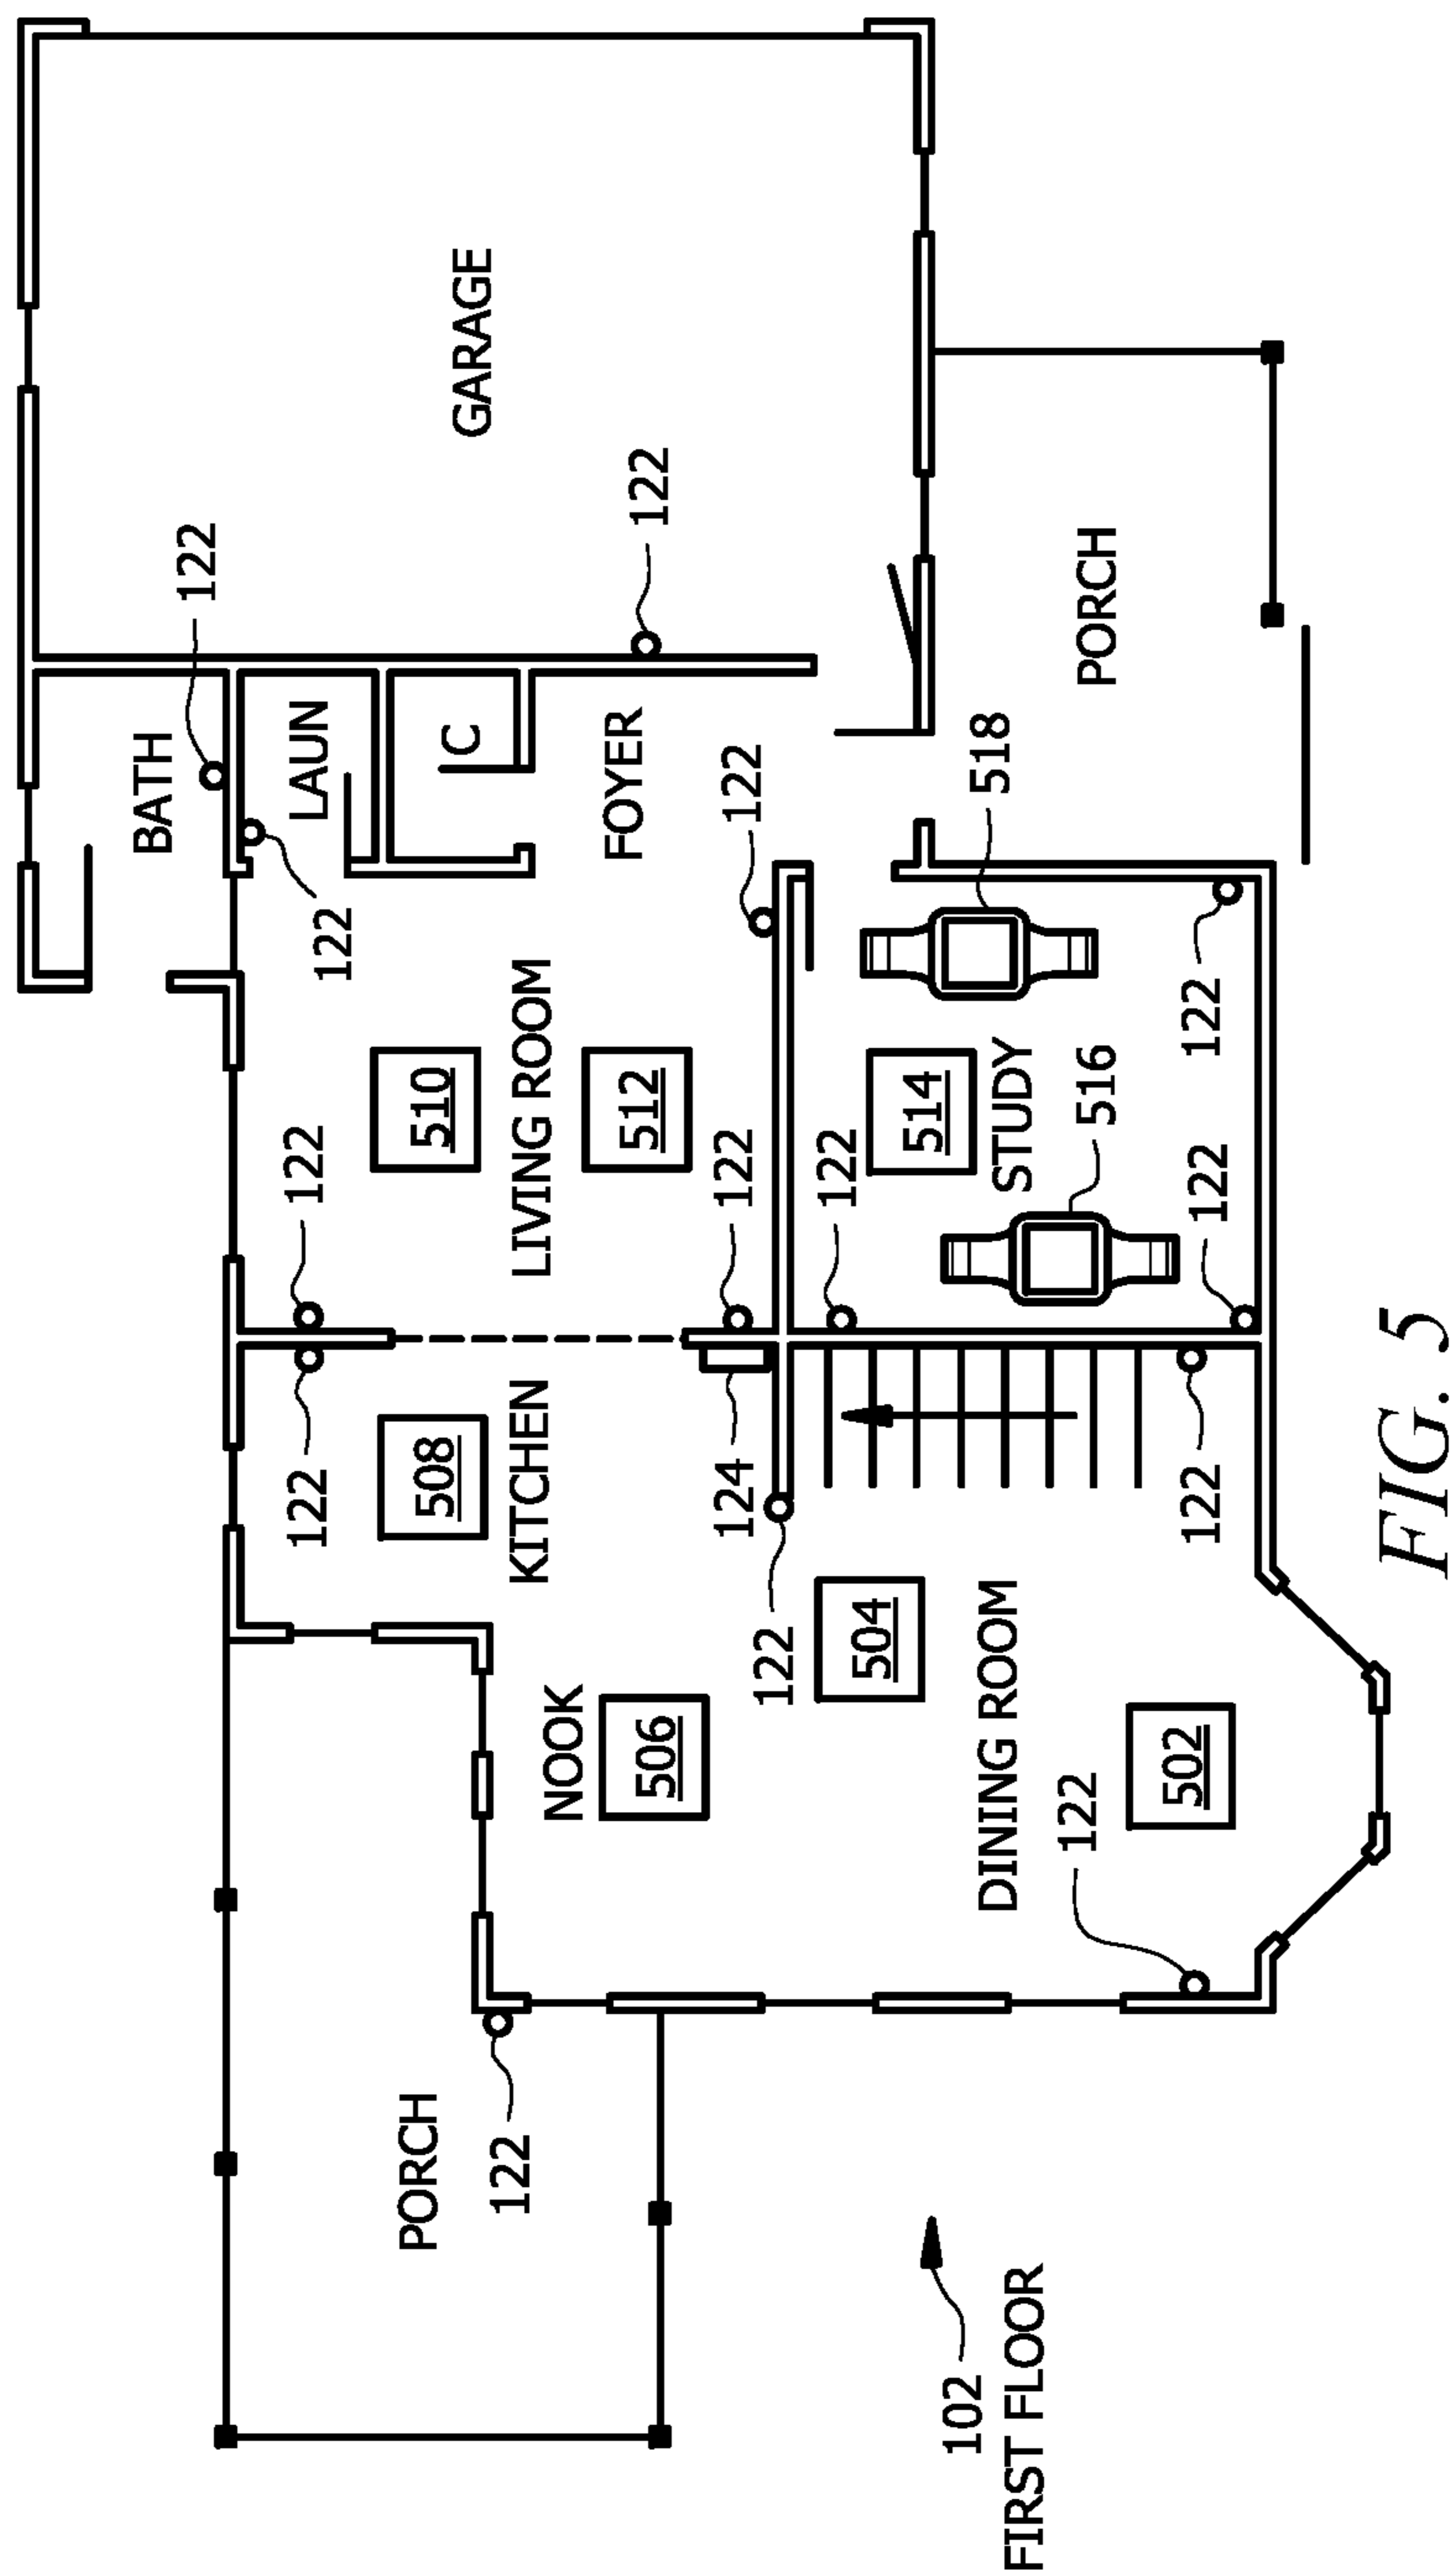 BATH
122
122
122
LAUN
122
PORCH
508
510
C
GARAGE
122
KITCHEN
LIVING ROOM
NOOK
FOYER
122
506
512
124
122
122
122
504
122
514
518
102
DINING ROOM
STUDY
FIRST FLOOR
122
516
PORCH
502
122
122
122
FIG. 5